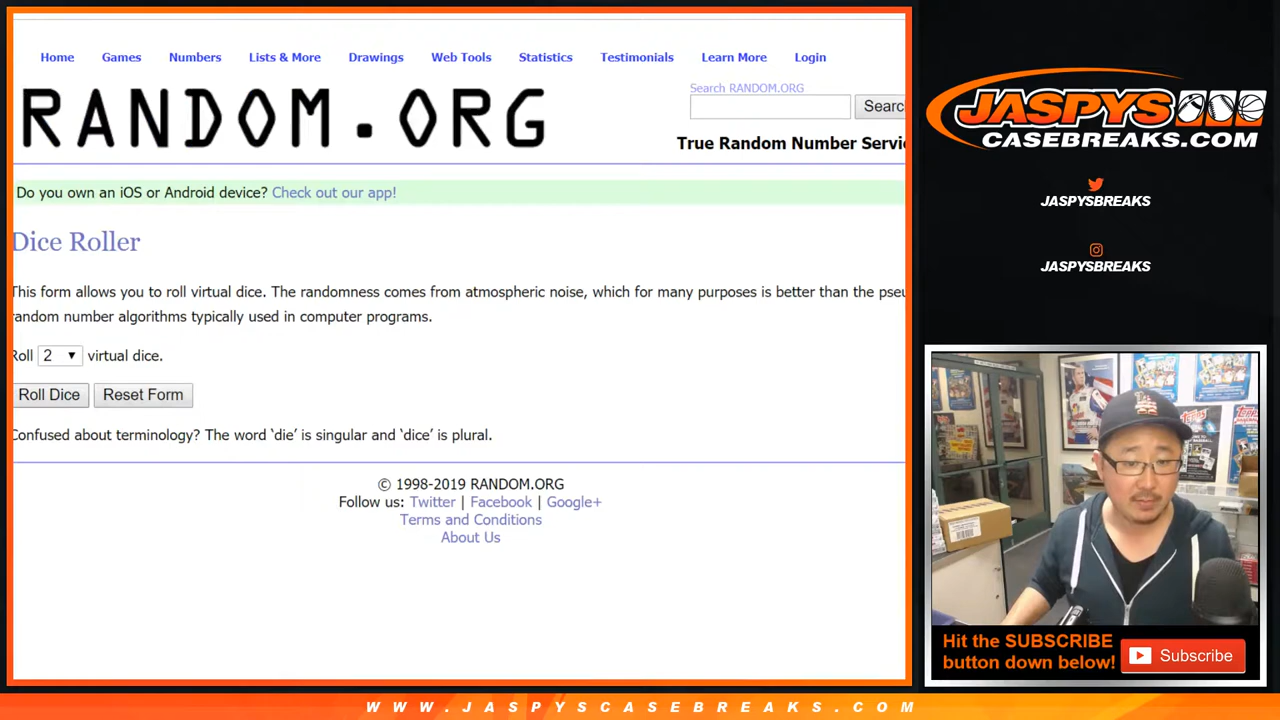 Home Games Numbers Lists & More Drawings Web Tools Statistics Testimonials Learn More Login
RANDOM.ORG
Search RANDOM.ORG
Searc
True Random Number Servi
Do you own an iOS or Android device? Check out our app!
Dice Roller
This form allows you to roll virtual dice. The randomness comes from atmospheric noise, which for many purposes is better than the pseu
random number algorithms typically used in computer programs.
Roll 2 virtual dice.
Roll Dice Reset Form
Confused about terminology? The word ‘die’ is singular and ‘dice’ is plural.
© 1998-2019 RANDOM.ORG
Follow us: Twitter | Facebook | Google+
Terms and Conditions
About Us
JASPYS
CASEBREAKS.COM
JASPYSBREAKS
JASPYSBREAKS
Hit the SUBSCRIBE
button down below!
Subscribe
WWW.JASPYSCASEBREAKS.COM